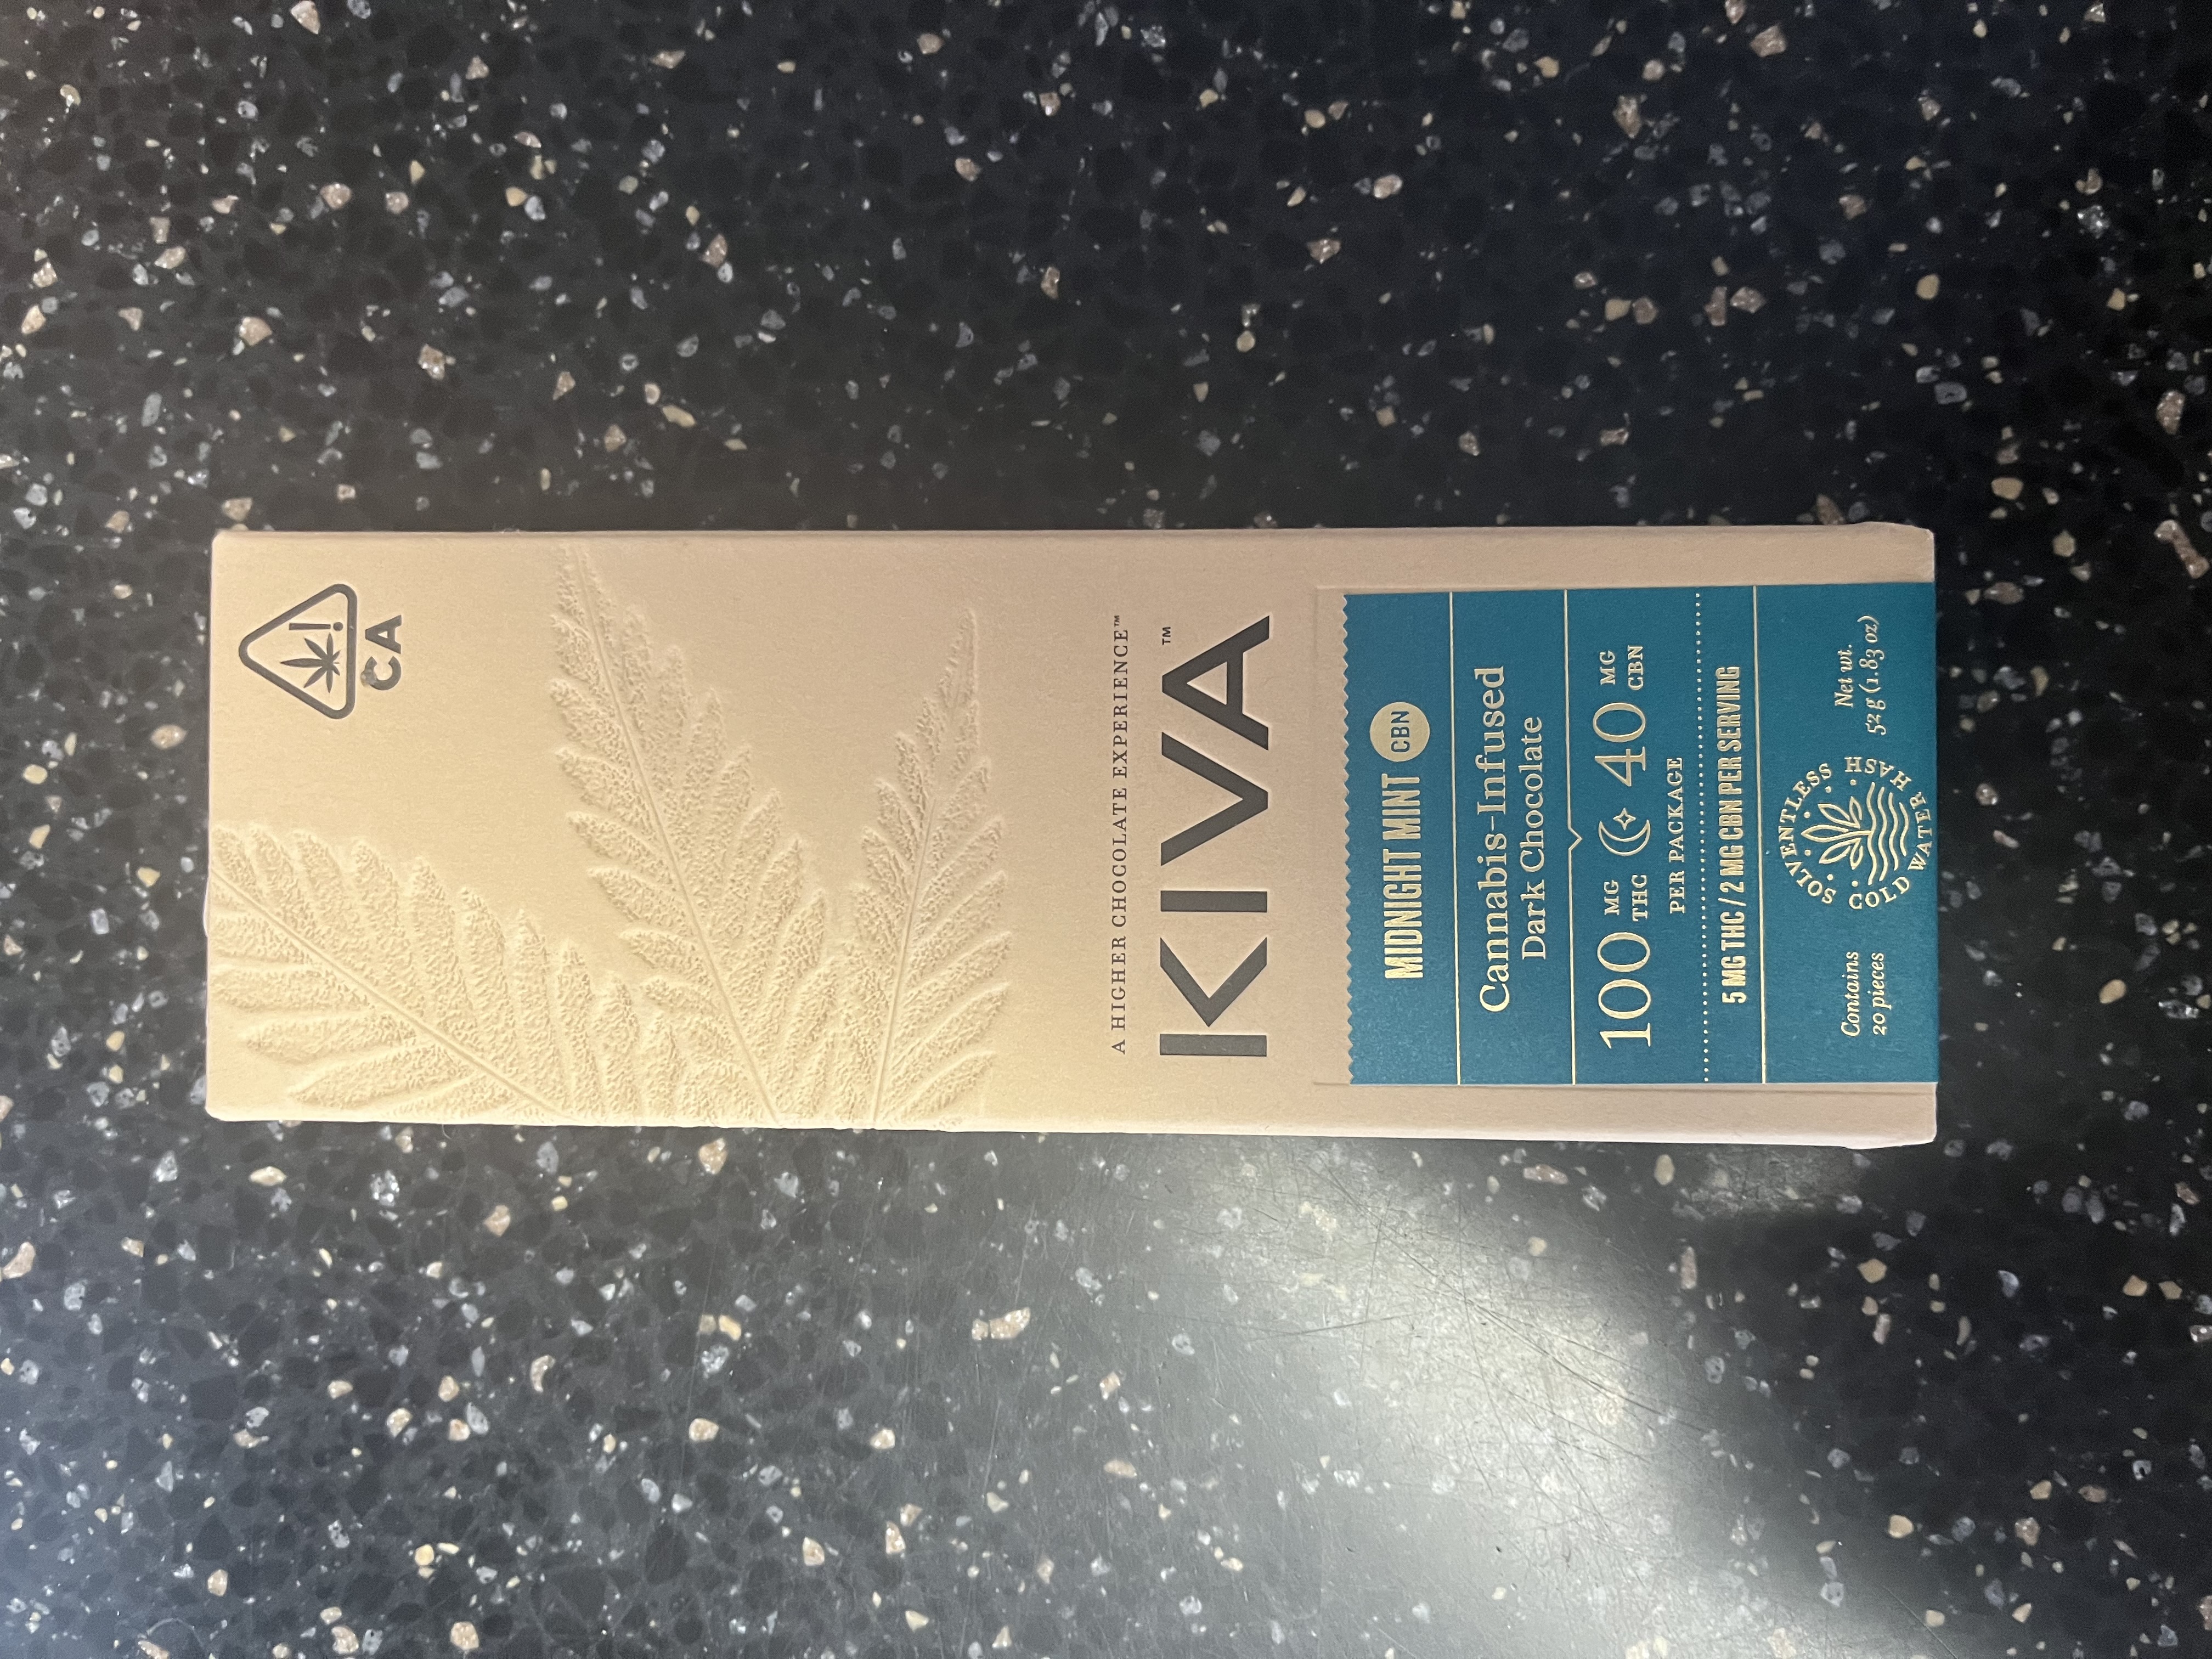 CA
A HIGHER CHOCOLATE EXPERIENCE™
KIVA™
MIDNIGHT MINT CBN
Cannabis-Infused
Dark Chocolate
100 MG THC 40 MG CBN
PER PACKAGE
5 MG THC / 2 MG CBN PER SERVING
Contains
20 pieces
SOLVENTLESS
COLD WATER HASH
Net wt.
52 g (1.83 oz)